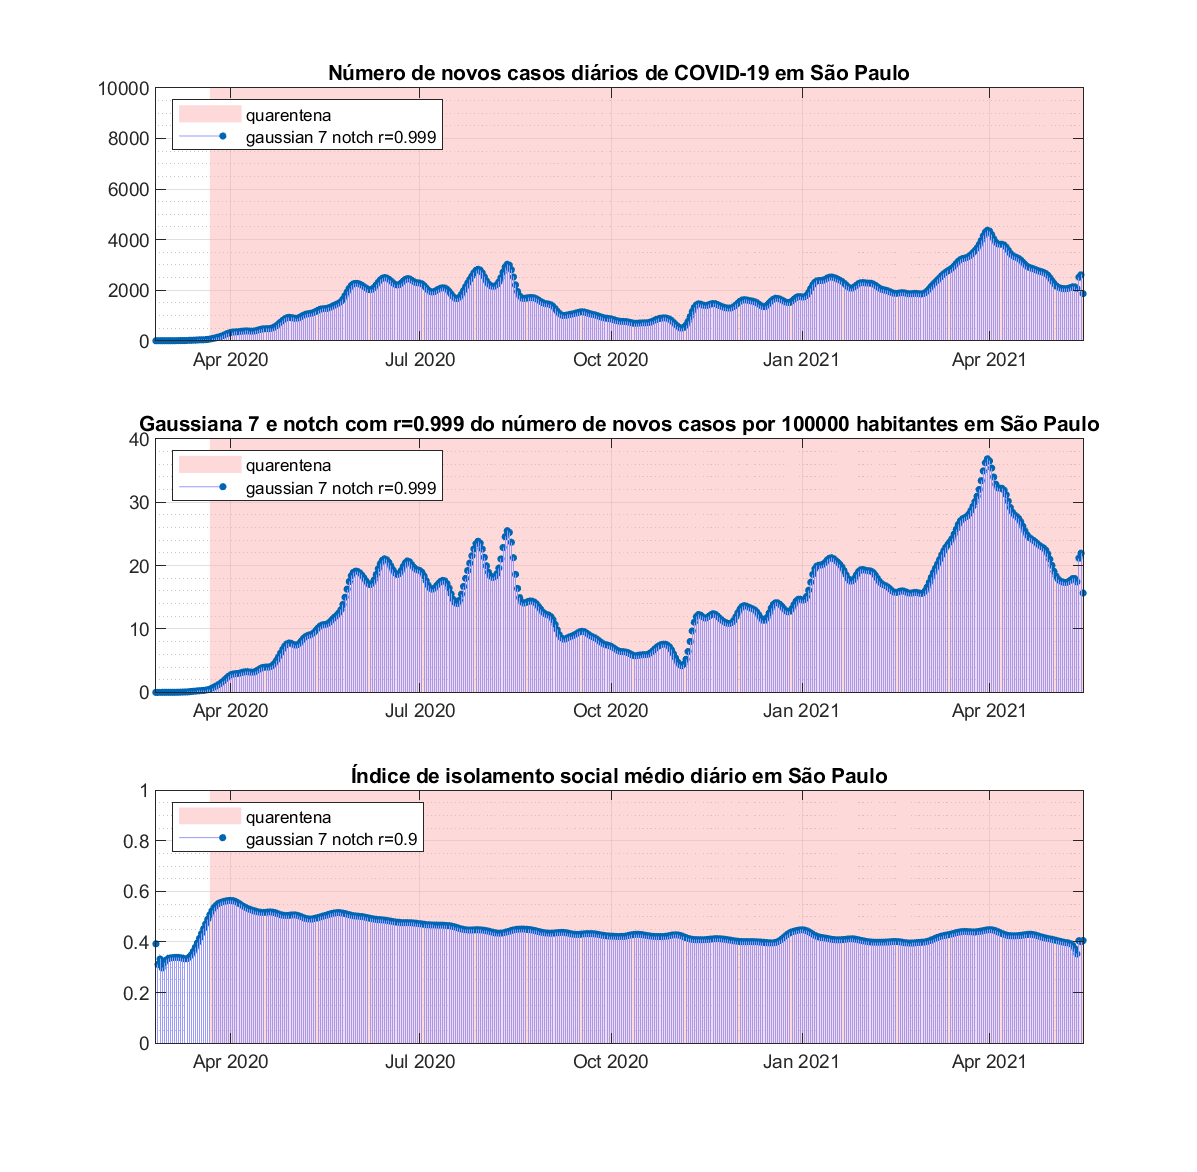 Número de novos casos diários de COVID-19 em São Paulo
10000
8000
6000
4000
2000
0
quarentena
gaussian 7 notch r=0.999
Apr 2020 Jul 2020 Oct 2020 Jan 2021 Apr 2021
Gaussiana 7 e notch com r=0.999 do número de novos casos por 100000 habitantes em São Paulo
40
30
20
10
0
quarentena
gaussian 7 notch r=0.999
Apr 2020 Jul 2020 Oct 2020 Jan 2021 Apr 2021
Índice de isolamento social médio diário em São Paulo
1
0.8
0.6
0.4
0.2
0
quarentena
gaussian 7 notch r=0.9
Apr 2020 Jul 2020 Oct 2020 Jan 2021 Apr 2021